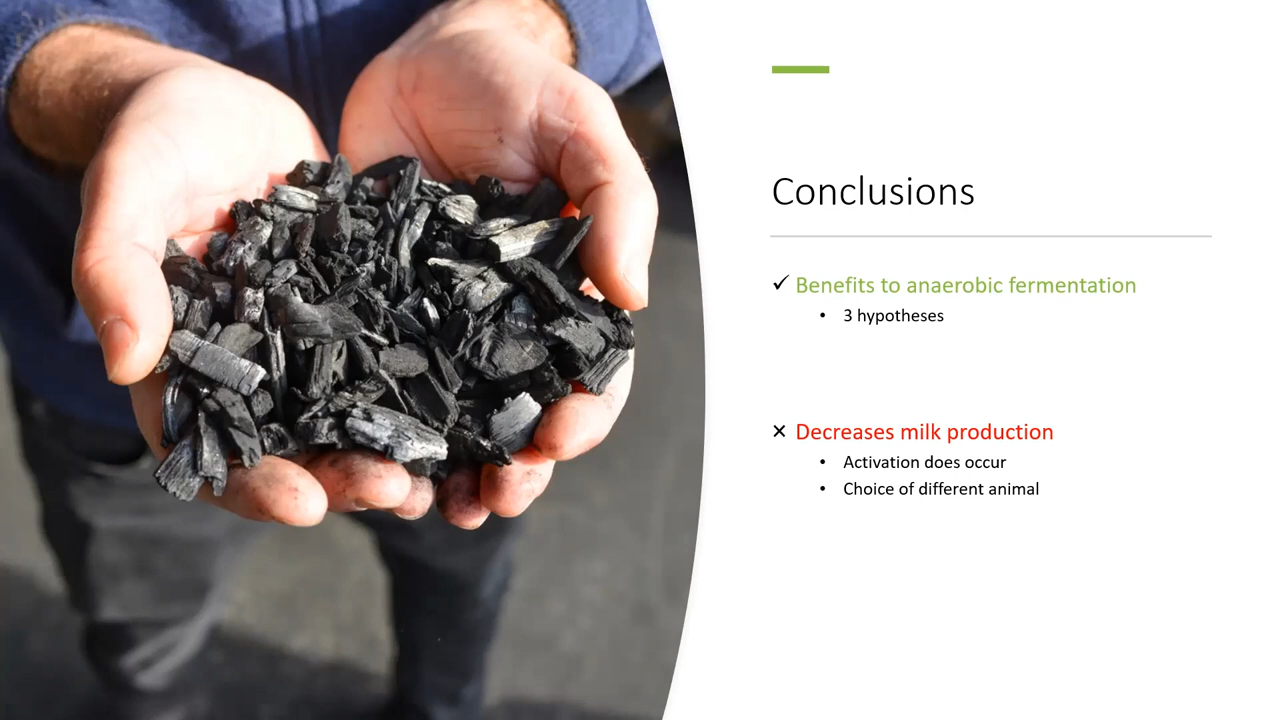 Conclusions
✓ Benefits to anaerobic fermentation
• 3 hypotheses
✕ Decreases milk production
• Activation does occur
• Choice of different animal